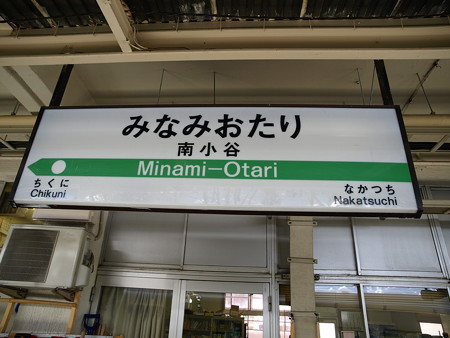 みなみおたり
南小谷
Minami-Otari
ちくに
Chikuni
なかつち
Nakatsuchi